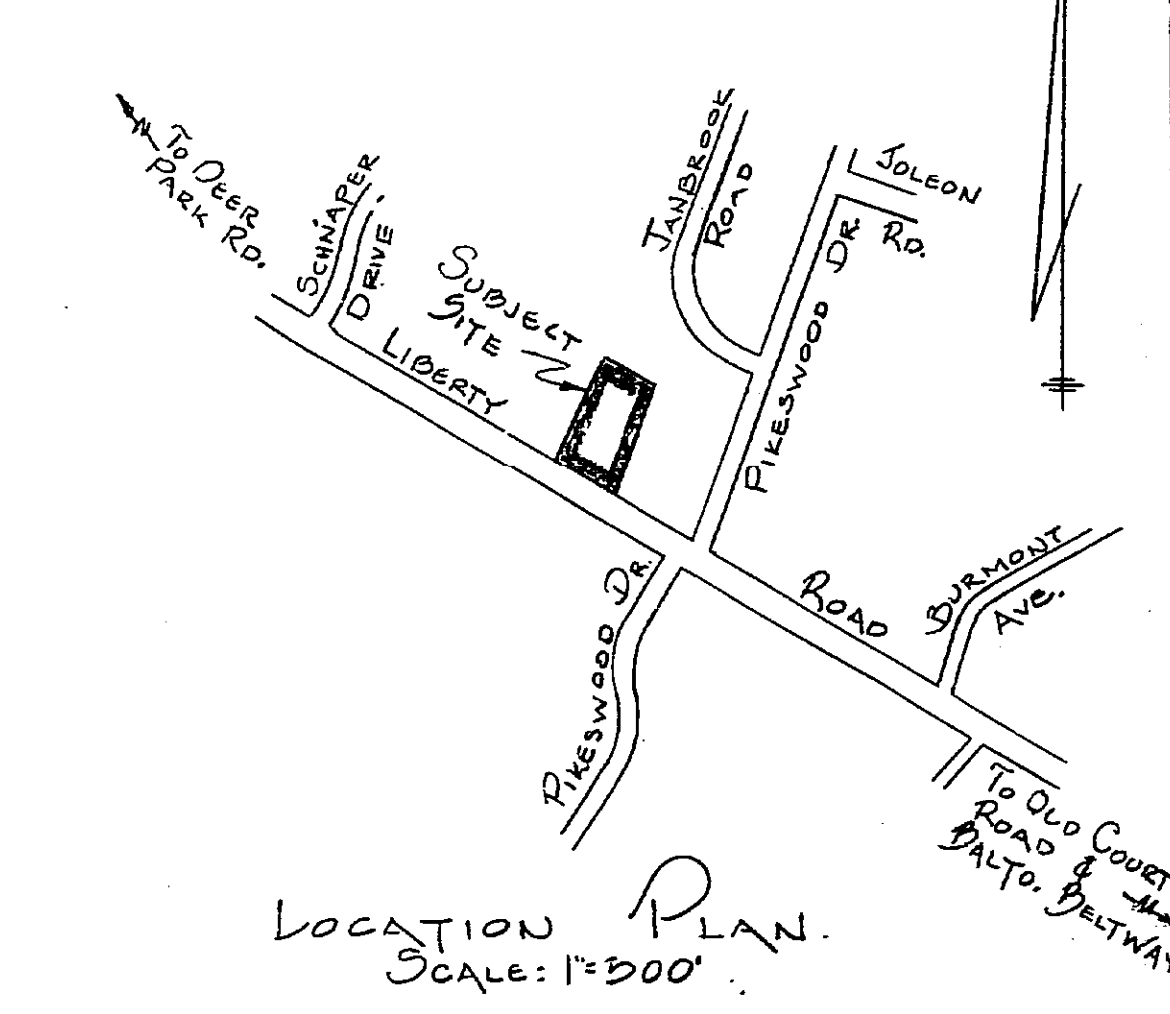 To DEER
PARK RD.
SCHNAPER
DRIVE
SUBJECT
SITE
LIBERTY
JANBROOK
ROAD
JOLEON
RD.
PIKESWOOD DR.
ROAD
BURMONT
AVE.
PIKESWOOD DR.
To OLD COURT
ROAD &
BALTO. BELTWAY
LOCATION PLAN.
SCALE: 1"=500'